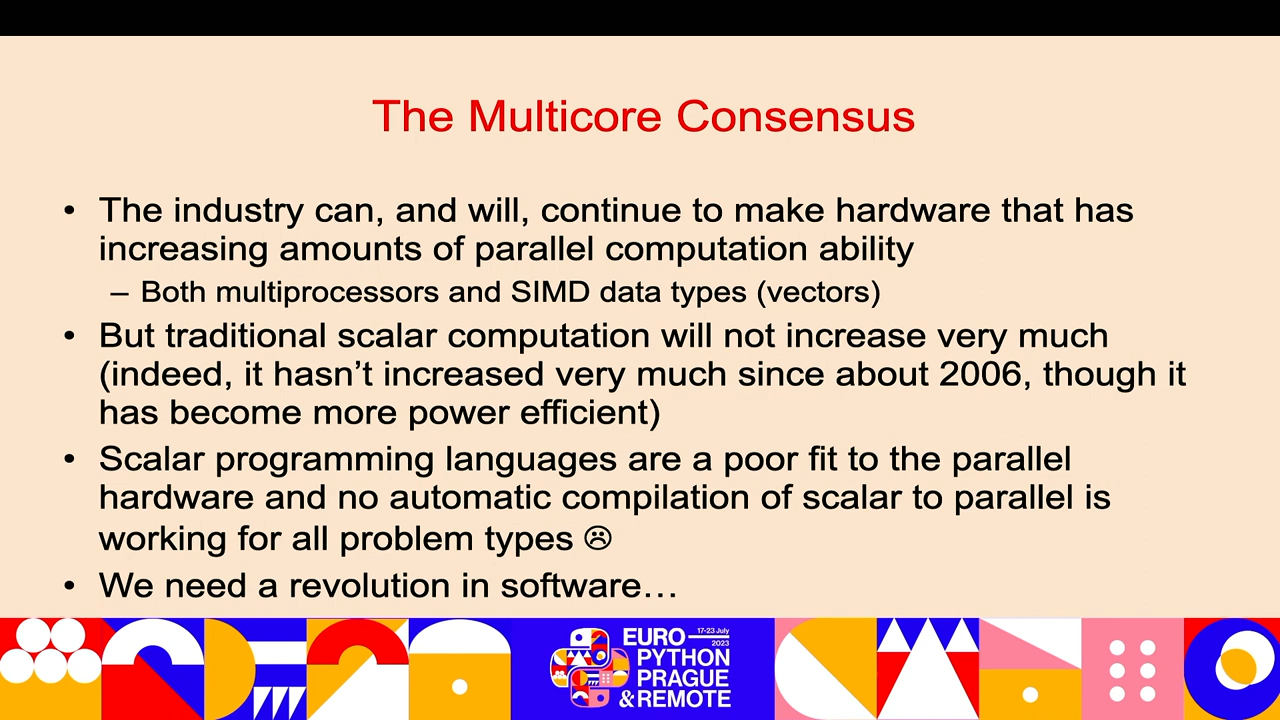 The Multicore Consensus
• The industry can, and will, continue to make hardware that has
increasing amounts of parallel computation ability
– Both multiprocessors and SIMD data types (vectors)
• But traditional scalar computation will not increase very much
(indeed, it hasn’t increased very much since about 2006, though it
has become more power efficient)
• Scalar programming languages are a poor fit to the parallel
hardware and no automatic compilation of scalar to parallel is
working for all problem types ☹
• We need a revolution in software…
EURO 17-23 July
2023
PYTHON
PRAGUE
& REMOTE